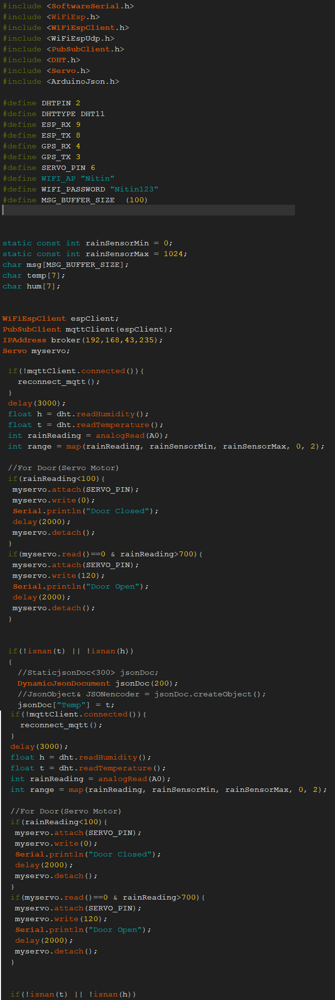 #include <SoftwareSerial.h>
#include <WiFiEsp.h>
#include <WiFiEspClient.h>
#include <WiFiEspUdp.h>
#include <PubSubClient.h>
#include <DHT.h>
#include <Servo.h>
#include <ArduinoJson.h>
#define DHTPIN 2
#define DHTTYPE DHT11
#define ESP_RX 9
#define ESP_TX 8
#define GPS_RX 4
#define GPS_TX 3
#define SERVO_PIN 6
#define WIFI_AP "Nitin"
#define WIFI_PASSWORD "Nitin123"
#define MSG_BUFFER_SIZE  (100)
static const int rainSensorMin = 0;
static const int rainSensorMax = 1024;
char msg[MSG_BUFFER_SIZE];
char temp[7];
char hum[7];
WiFiEspClient espClient;
PubSubClient mqttClient(espClient);
IPAddress broker(192,168,43,235);
Servo myservo;
if(!mqttClient.connected()){
reconnect_mqtt();
}
delay(3000);
float h = dht.readHumidity();
float t = dht.readTemperature();
int rainReading = analogRead(A0);
int range = map(rainReading, rainSensorMin, rainSensorMax, 0, 2);
//For Door(Servo Motor)
if(rainReading<100){
myservo.attach(SERVO_PIN);
myservo.write(0);
Serial.println("Door Closed");
delay(2000);
myservo.detach();
}
if(myservo.read()==0 & rainReading>700){
myservo.attach(SERVO_PIN);
myservo.write(120);
Serial.println("Door Open");
delay(2000);
myservo.detach();
}
if(!isnan(t) || !isnan(h))
{
//StaticjsonDoc<300> jsonDoc;
DynamicJsonDocument jsonDoc(200);
//JsonObject& JSONencoder = jsonDoc.createObject();
jsonDoc["Temp"] = t;
if(!mqttClient.connected()){
reconnect_mqtt();
}
delay(3000);
float h = dht.readHumidity();
float t = dht.readTemperature();
int rainReading = analogRead(A0);
int range = map(rainReading, rainSensorMin, rainSensorMax, 0, 2);
//For Door(Servo Motor)
if(rainReading<100){
myservo.attach(SERVO_PIN);
myservo.write(0);
Serial.println("Door Closed");
delay(2000);
myservo.detach();
}
if(myservo.read()==0 & rainReading>700){
myservo.attach(SERVO_PIN);
myservo.write(120);
Serial.println("Door Open");
delay(2000);
myservo.detach();
}
if(!isnan(t) || !isnan(h))